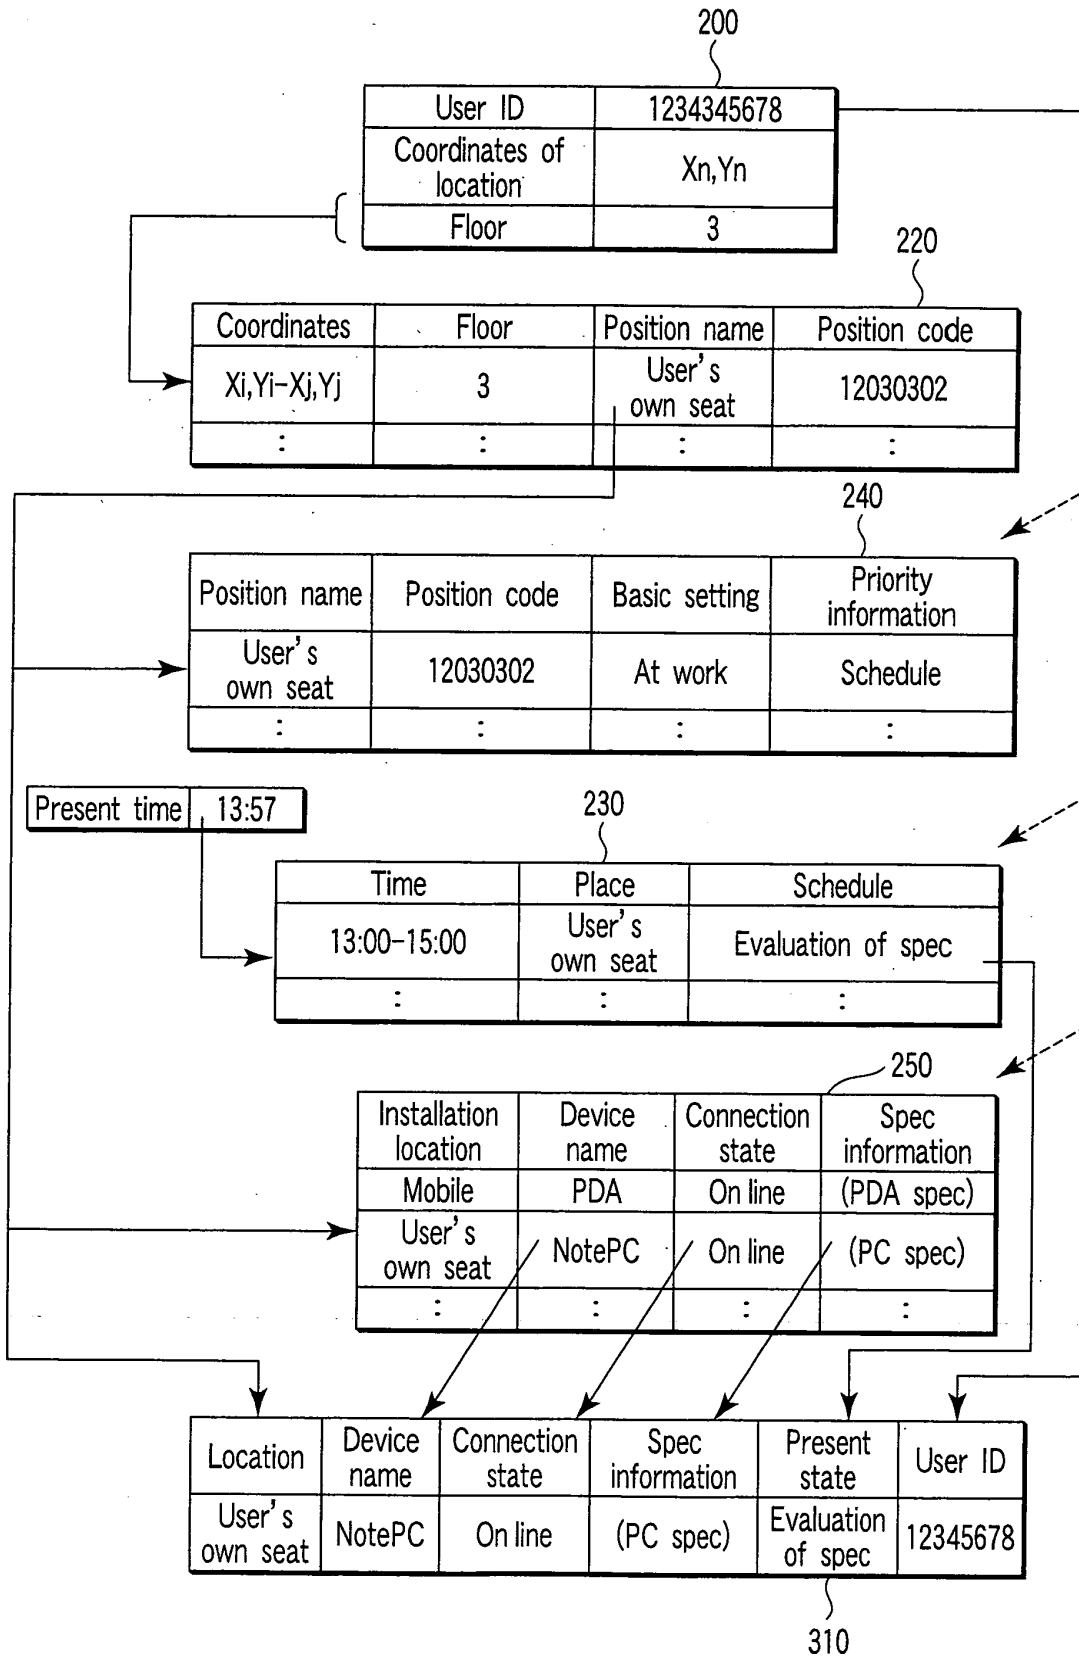 200
User ID 1234345678
Coordinates of
location Xn,Yn
Floor 3
220
Coordinates Floor Position name Position code
Xi,Yi-Xj,Yj 3 User's
own seat 12030302
: : : :
240
Position name Position code Basic setting Priority
information
User's
own seat 12030302 At work Schedule
: : : :
Present time 13:57
230
Time Place Schedule
13:00-15:00 User's
own seat Evaluation of spec
: : :
250
Installation
location Device
name Connection
state Spec
information
Mobile PDA On line (PDA spec)
User's
own seat NotePC On line (PC spec)
: : : :
Location Device
name Connection
state Spec
information Present
state User ID
User's
own seat NotePC On line (PC spec) Evaluation
of spec 12345678
310